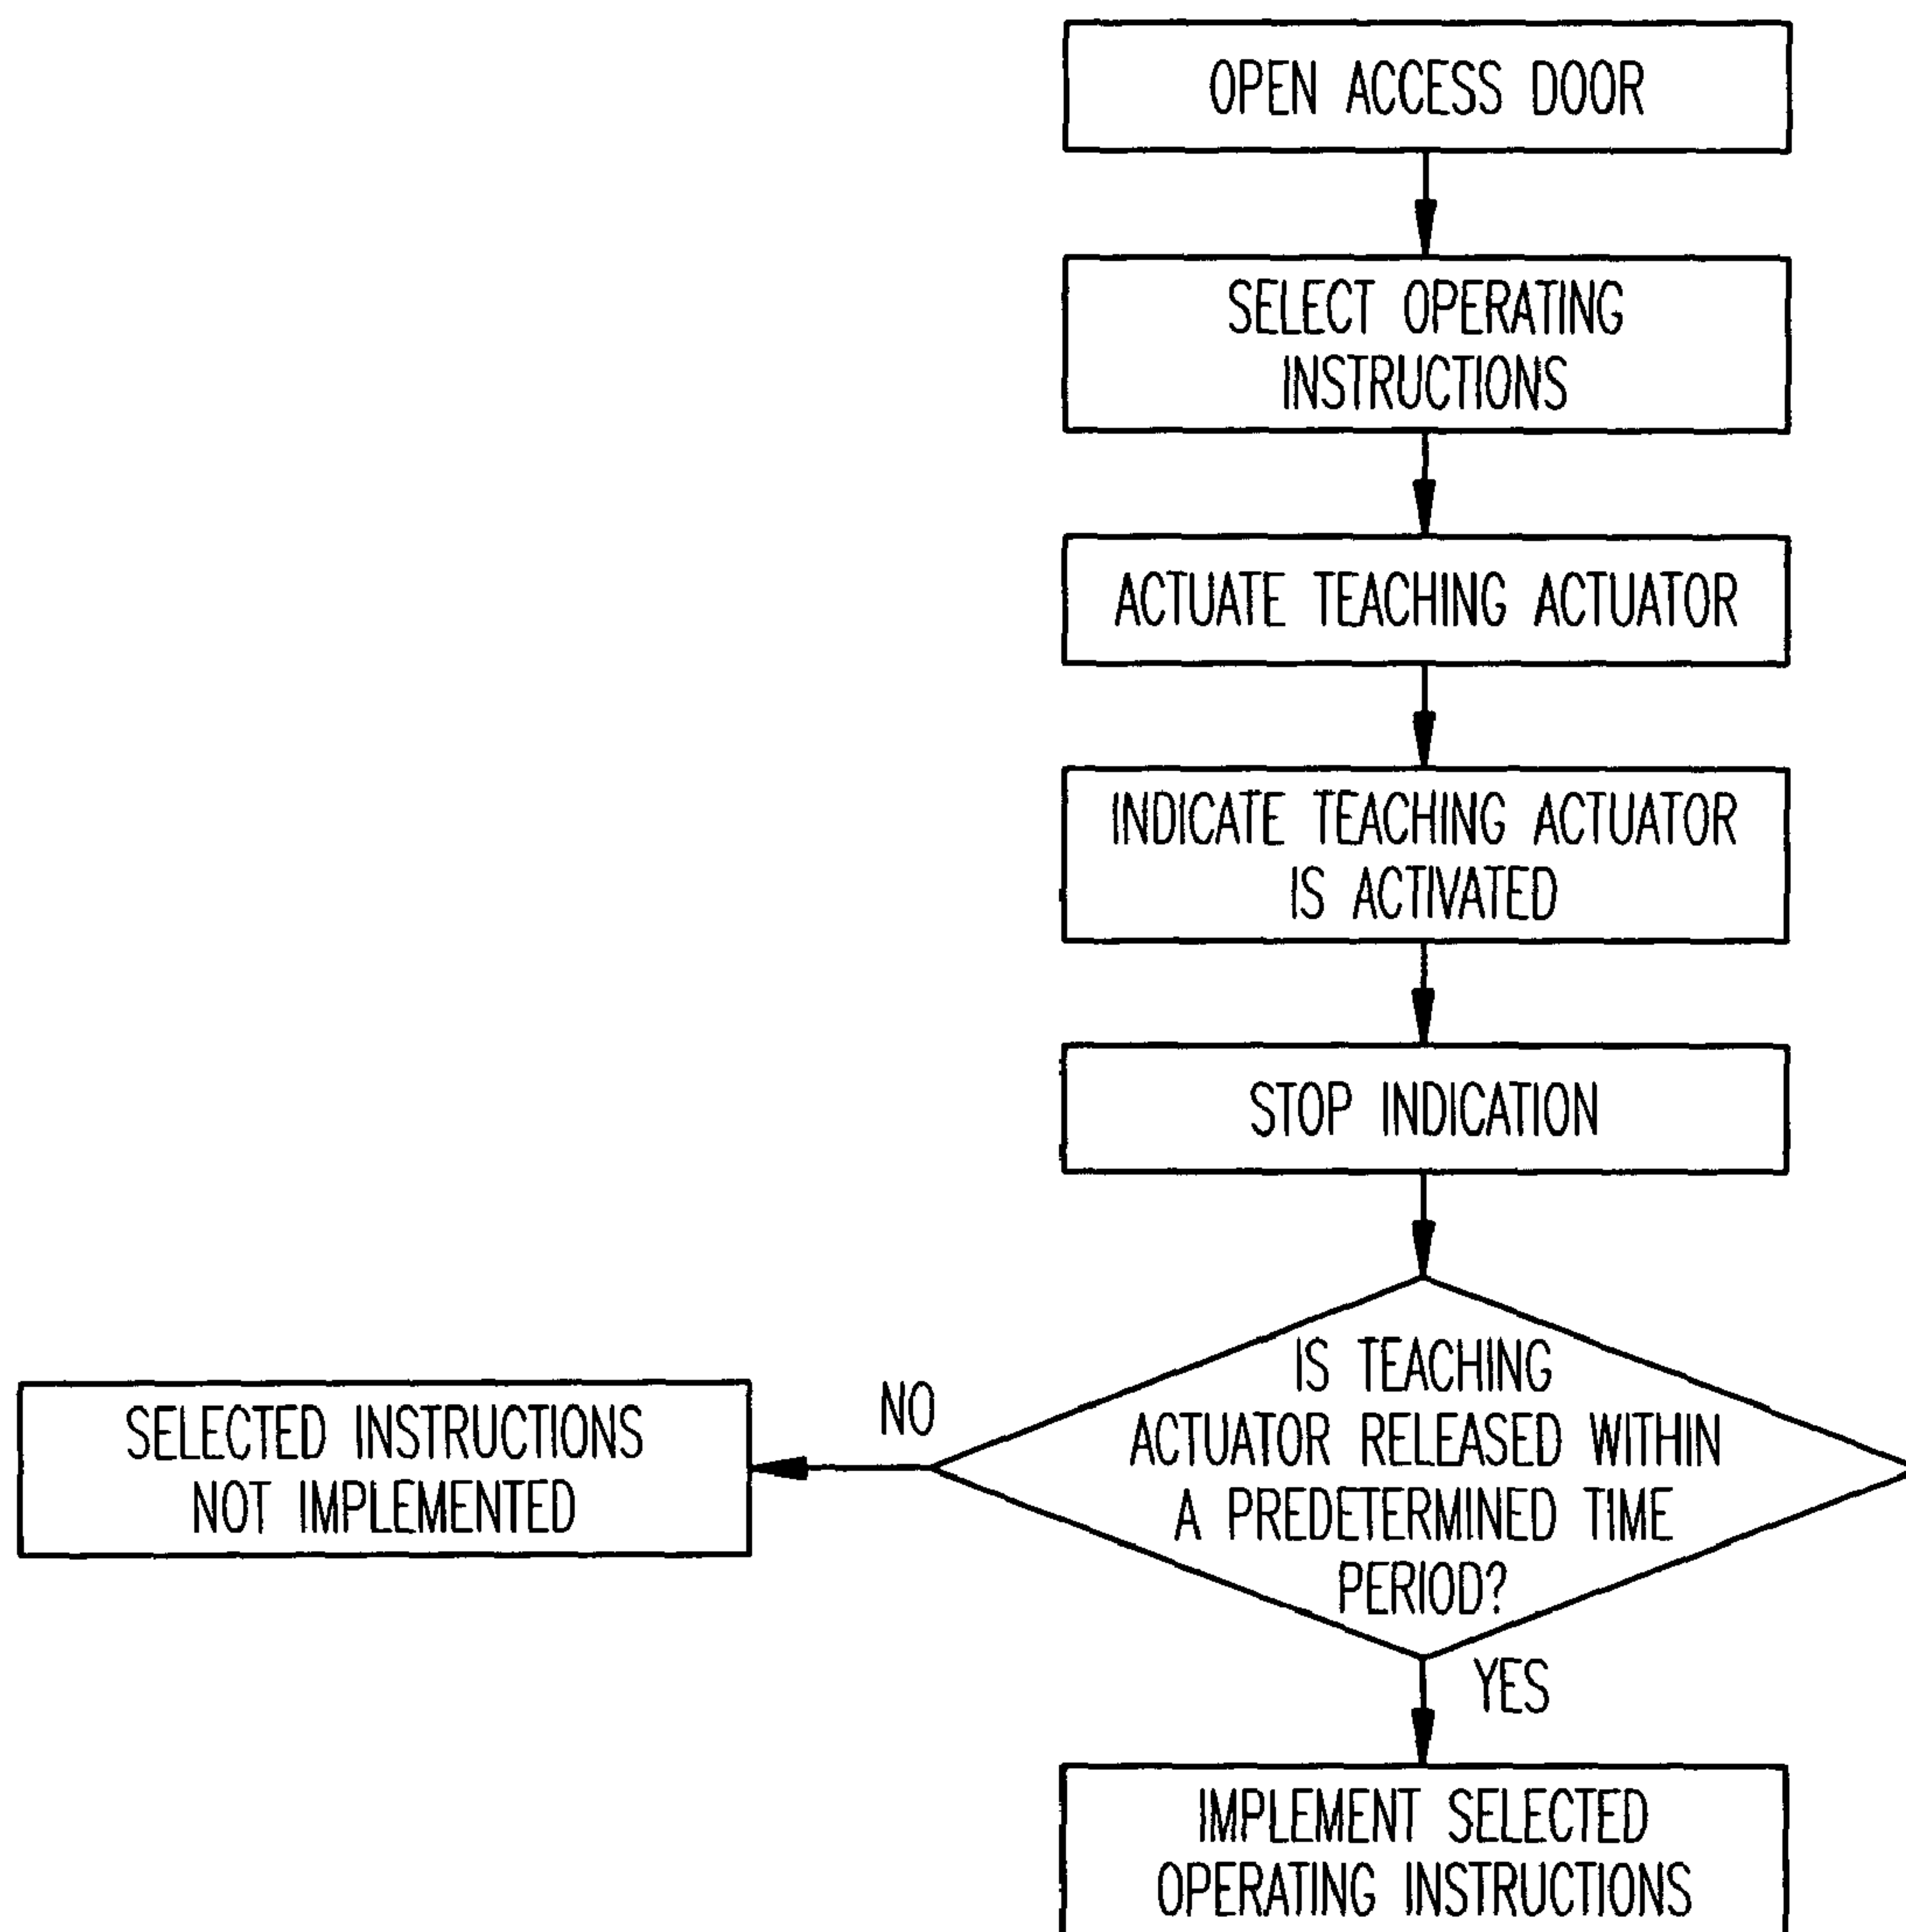 OPEN ACCESS DOOR
SELECT OPERATING
INSTRUCTIONS
ACTUATE TEACHING ACTUATOR
INDICATE TEACHING ACTUATOR
IS ACTIVATED
STOP INDICATION
IS TEACHING
ACTUATOR RELEASED WITHIN
A PREDETERMINED TIME
PERIOD?
NO
SELECTED INSTRUCTIONS
NOT IMPLEMENTED
YES
IMPLEMENT SELECTED
OPERATING INSTRUCTIONS